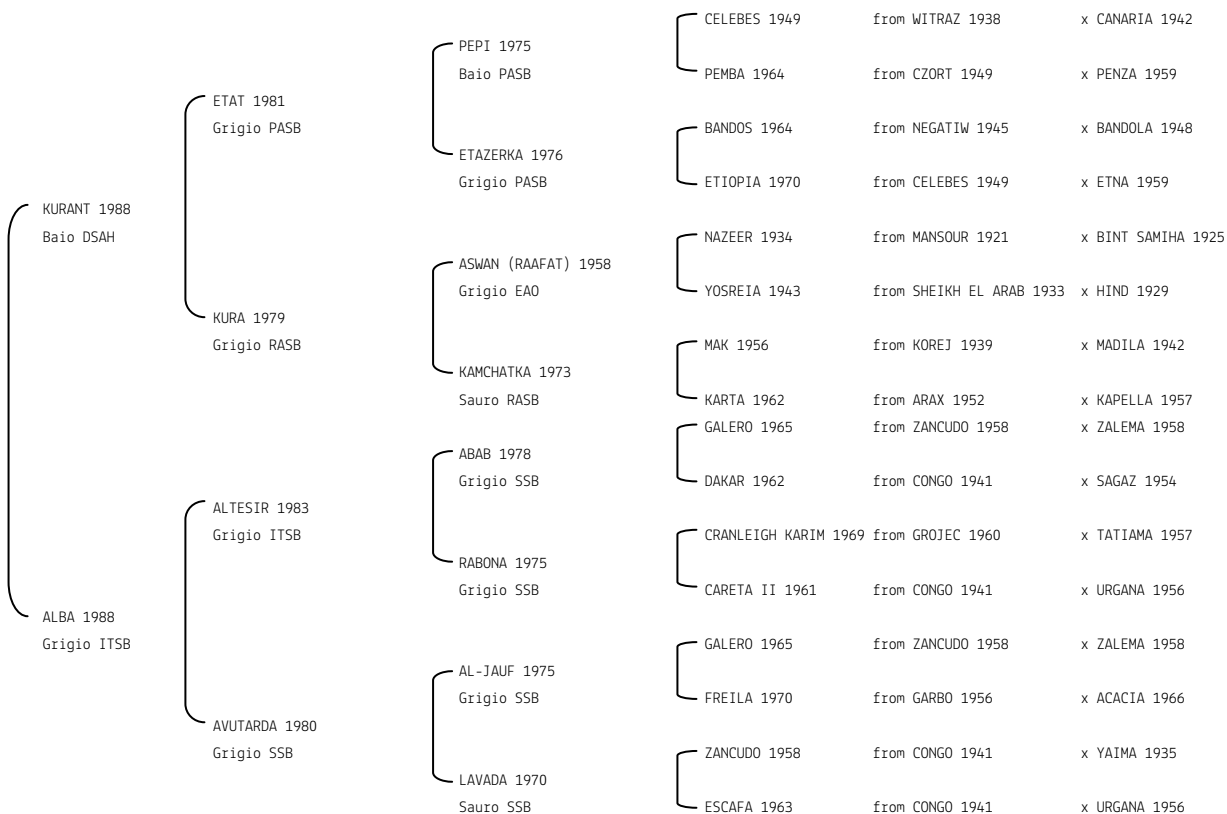 CELEBES 1949 from WITRAZ 1938 x CANARIA 1942
PEPI 1975
Baio PASB PEMBA 1964 from CZORT 1949 x PENZA 1959
ETAT 1981
Grigio PASB BANDOS 1964 from NEGATIW 1945 x BANDOLA 1948
ETAZERKA 1976
Grigio PASB ETIOPIA 1970 from CELEBES 1949 x ETNA 1959
KURANT 1988
Baio DSAH NAZEER 1934 from MANSOUR 1921 x BINT SAMIHA 1925
ASWAN (RAAFAT) 1958
Grigio EAO YOSREIA 1943 from SHEIKH EL ARAB 1933 x HIND 1929
KURA 1979
Grigio RASB MAK 1956 from KOREJ 1939 x MADILA 1942
KAMCHATKA 1973
Sauro RASB KARTA 1962 from ARAX 1952 x KAPELLA 1957
GALERO 1965 from ZANCUDO 1958 x ZALEMA 1958
ABAB 1978
Grigio SSB DAKAR 1962 from CONGO 1941 x SAGAZ 1954
ALTESIR 1983
Grigio ITSB CRANLEIGH KARIM 1969 from GROJEC 1960 x TATIAMA 1957
RABONA 1975
Grigio SSB CARETA II 1961 from CONGO 1941 x URGANA 1956
ALBA 1988
Grigio ITSB GALERO 1965 from ZANCUDO 1958 x ZALEMA 1958
AL-JAUF 1975
Grigio SSB FREILA 1970 from GARBO 1956 x ACACIA 1966
AVUTARDA 1980
Grigio SSB ZANCUDO 1958 from CONGO 1941 x YAIMA 1935
LAVADA 1970
Sauro SSB ESCAFA 1963 from CONGO 1941 x URGANA 1956